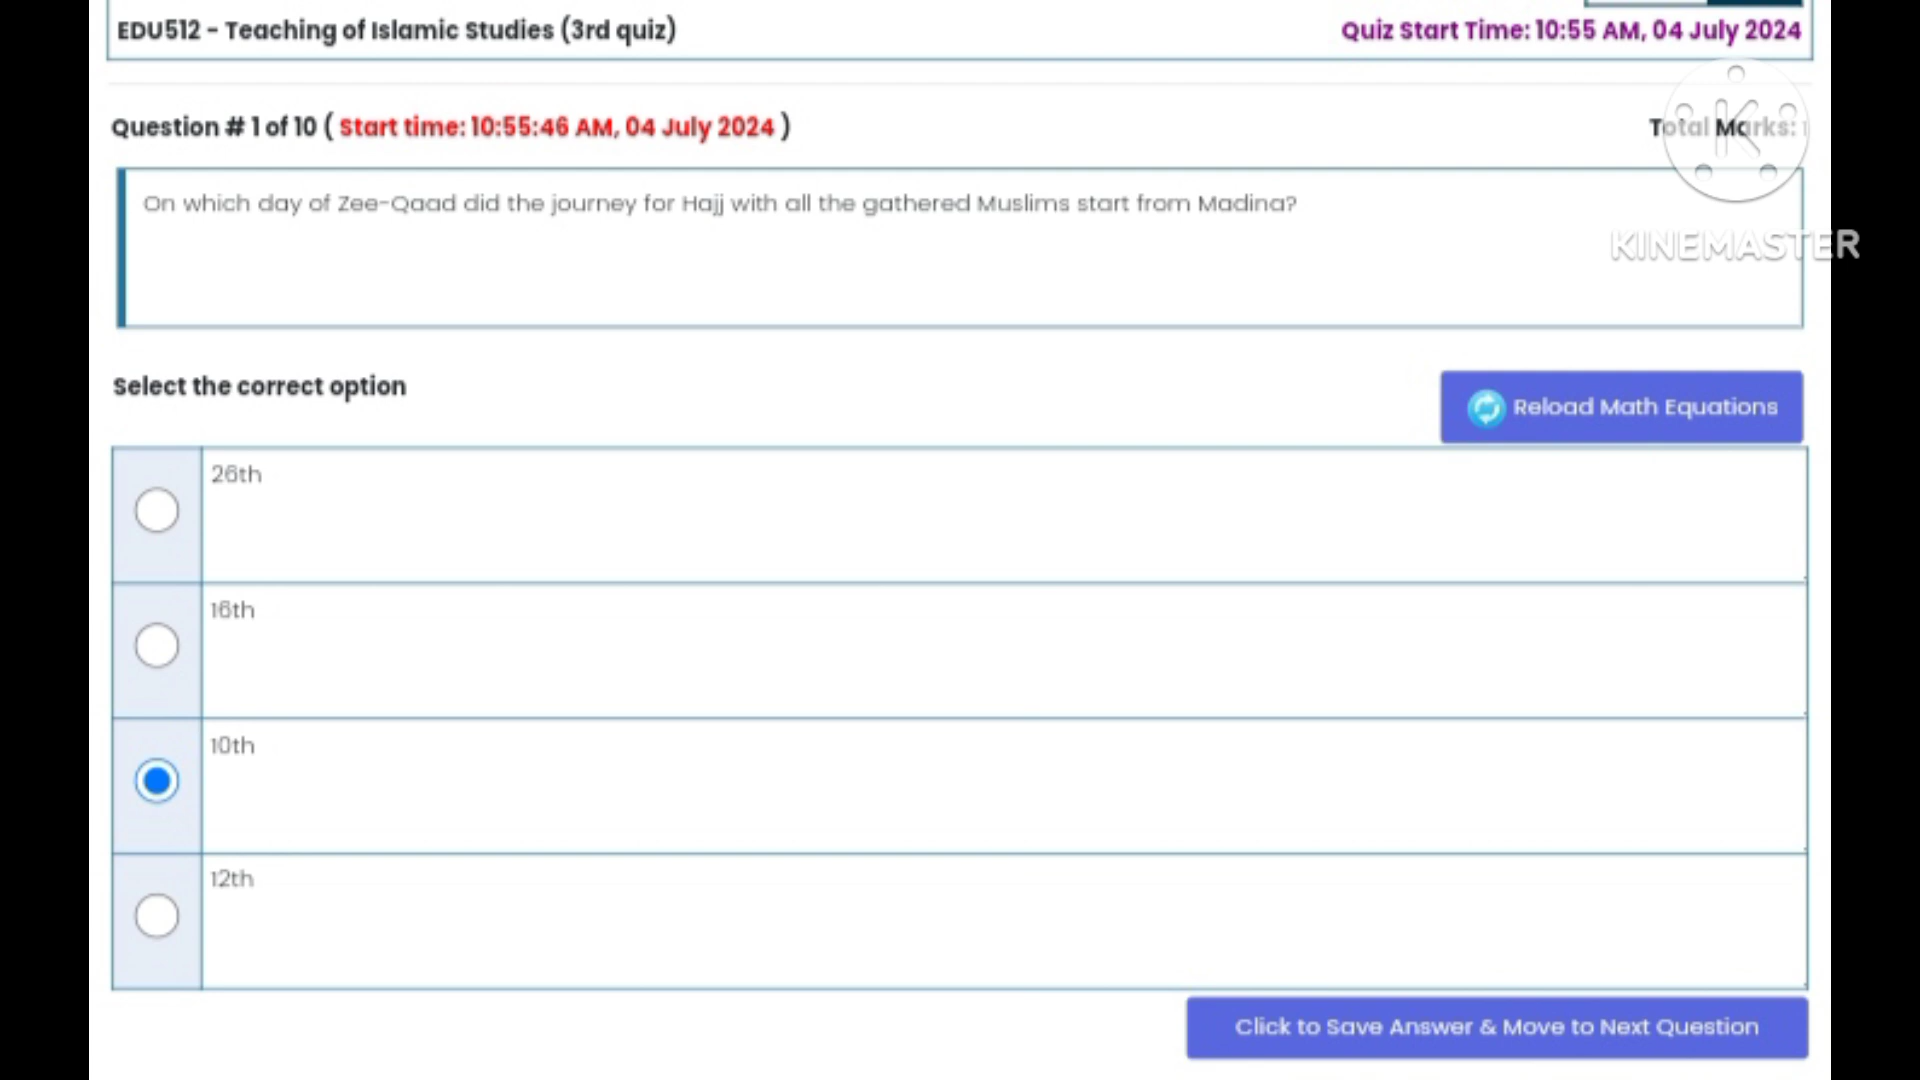 EDU512 - Teaching of Islamic Studies (3rd quiz)
Quiz Start Time: 10:55 AM, 04 July 2024
Question # 1 of 10 ( Start time: 10:55:46 AM, 04 July 2024 )
Total Marks: 1
On which day of Zee-Qaad did the journey for Hajj with all the gathered Muslims start from Madina?
KINEMASTER
Select the correct option
Reload Math Equations
26th
16th
10th
12th
Click to Save Answer & Move to Next Question